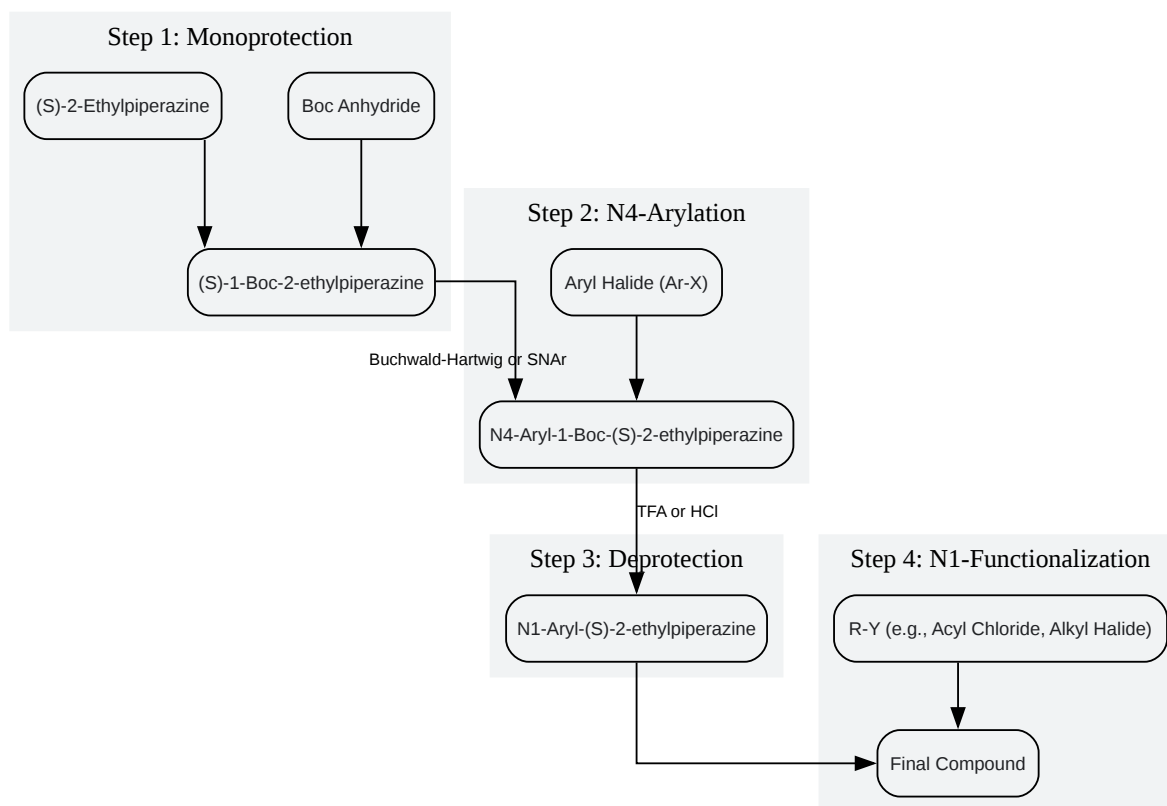 Step 1: Monoprotection
(S)-2-Ethylpiperazine
Boc Anhydride
(S)-1-Boc-2-ethylpiperazine
Step 2: N4-Arylation
Aryl Halide (Ar-X)
Buchwald-Hartwig or SNAr
N4-Aryl-1-Boc-(S)-2-ethylpiperazine
TFA or HCl
Step 3: Deprotection
N1-Aryl-(S)-2-ethylpiperazine
Step 4: N1-Functionalization
R-Y (e.g., Acyl Chloride, Alkyl Halide)
Final Compound